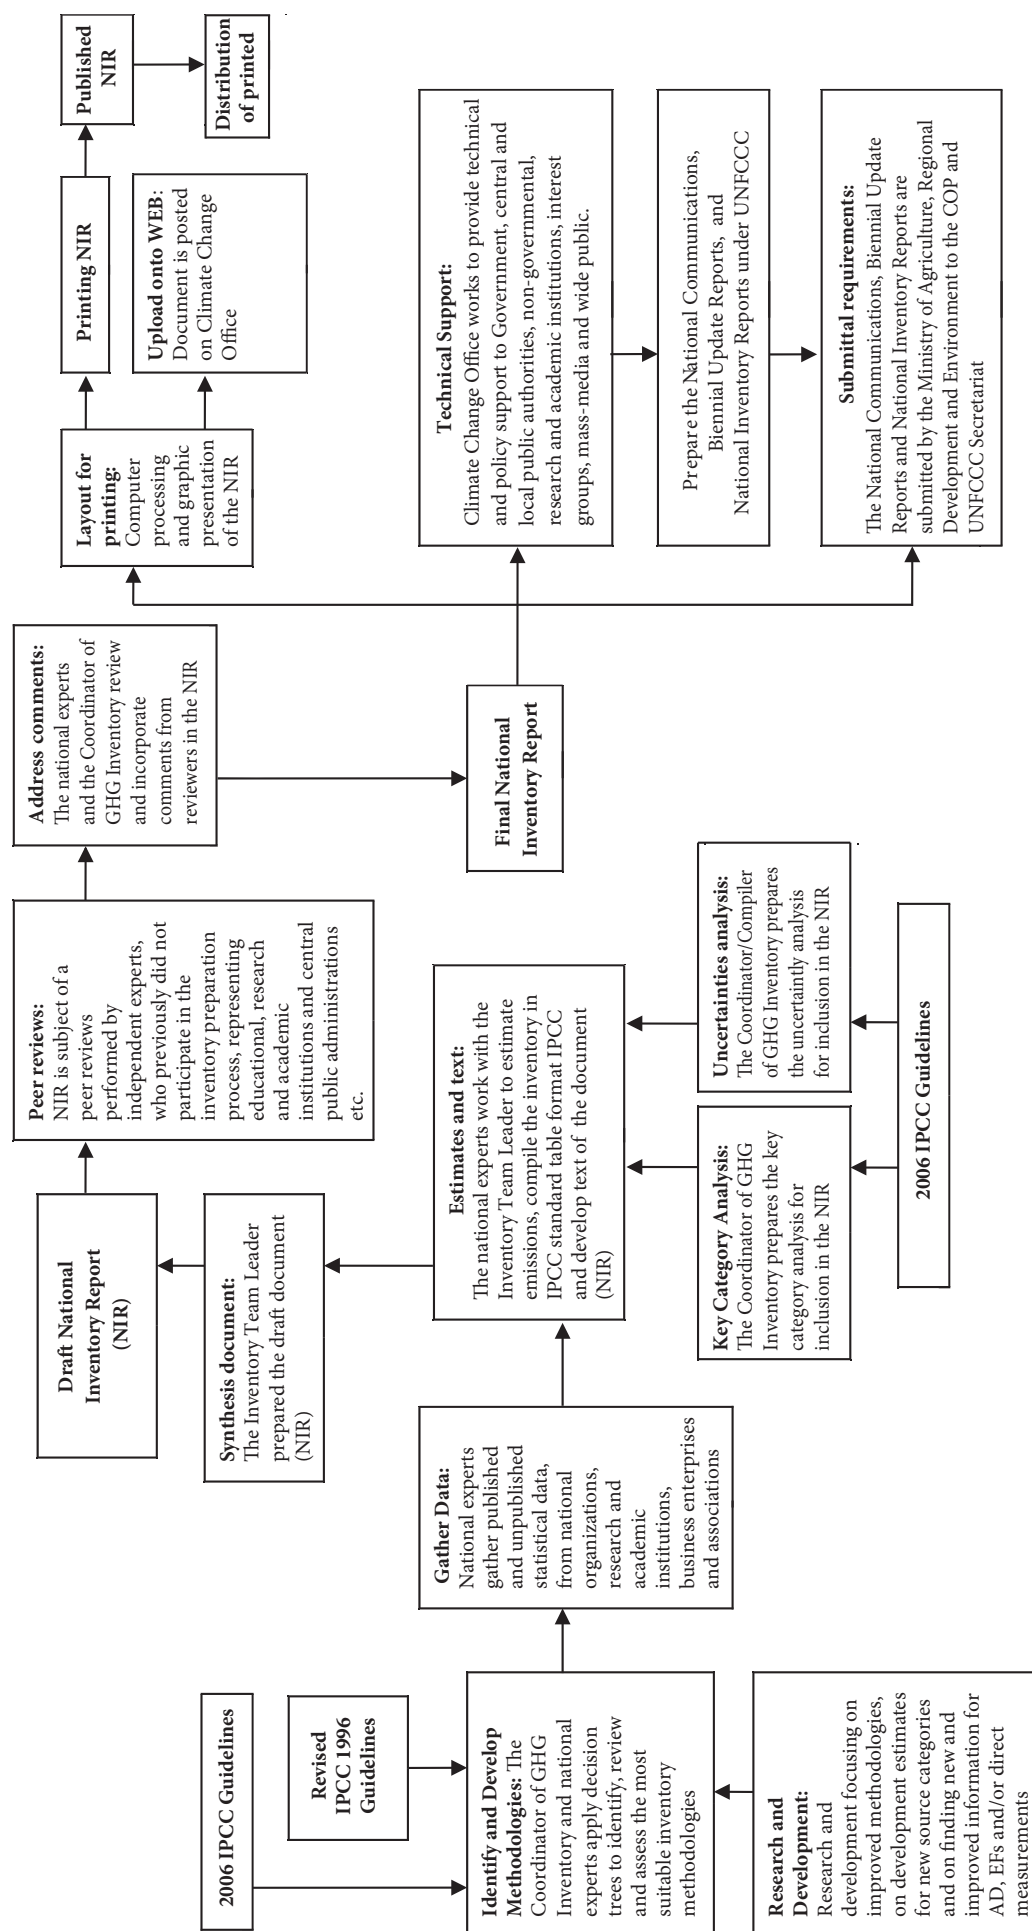 2006 IPCC Guidelines
Revised
IPCC 1996
Guidelines
Identify and Develop
Methodologies: The
Coordinator of GHG
Inventory and national
experts apply decision
trees to identify, review
and assess the most
suitable inventory
methodologies
Research and
Development:
Research and
development focusing on
improved methodologies,
on development estimates
for new source categories
and on finding new and
improved information for
AD, EFs and/or direct
measurements
Gather Data:
National experts
gather published
and unpublished
statistical data,
from national
organizations,
research and
academic
institutions,
business enterprises
and associations
Draft National
Inventory Report
(NIR)
Synthesis document:
The Inventory Team Leader
prepared the draft document
(NIR)
Estimates and text:
The national experts work with the
Inventory Team Leader to estimate
emissions, compile the inventory in
IPCC standard table format IPCC
and develop text of the document
(NIR)
Key Category Analysis:
The Coordinator of GHG
Inventory prepares the key
category analysis for
inclusion in the NIR
Uncertainties analysis:
The Coordinator/Compiler
of GHG Inventory prepares
the uncertaintly analysis
for inclusion in the NIR
2006 IPCC Guidelines
Peer reviews:
NIR is subject of a
peer reviews
performed by
independent experts,
who previously did not
participate in the
inventory preparation
process, representing
educational, research
and academic
institutions and central
public administrations
etc.
Address comments:
The national experts
and the Coordinator of
GHG Inventory review
and incorporate
comments from
reviewers in the NIR
Final National
Inventory Report
Layout for
printing:
Computer
processing
and graphic
presentation
of the NIR
Printing NIR
Upload onto WEB:
Document is posted
on Climate Change
Office
Published
NIR
Distribution
of printed
Technical Support:
Climate Change Office works to provide technical
and policy support to Government, central and
local public authorities, non-governmental,
research and academic institutions, interest
groups, mass-media and wide public.
Prepare the National Communications,
Biennial Update Reports, and
National Inventory Reports under UNFCCC
Submittal requirements:
The National Communications, Biennial Update
Reports and National Inventory Reports are
submitted by the Ministry of Agriculture, Regional
Development and Environment to the COP and
UNFCCC Secretariat